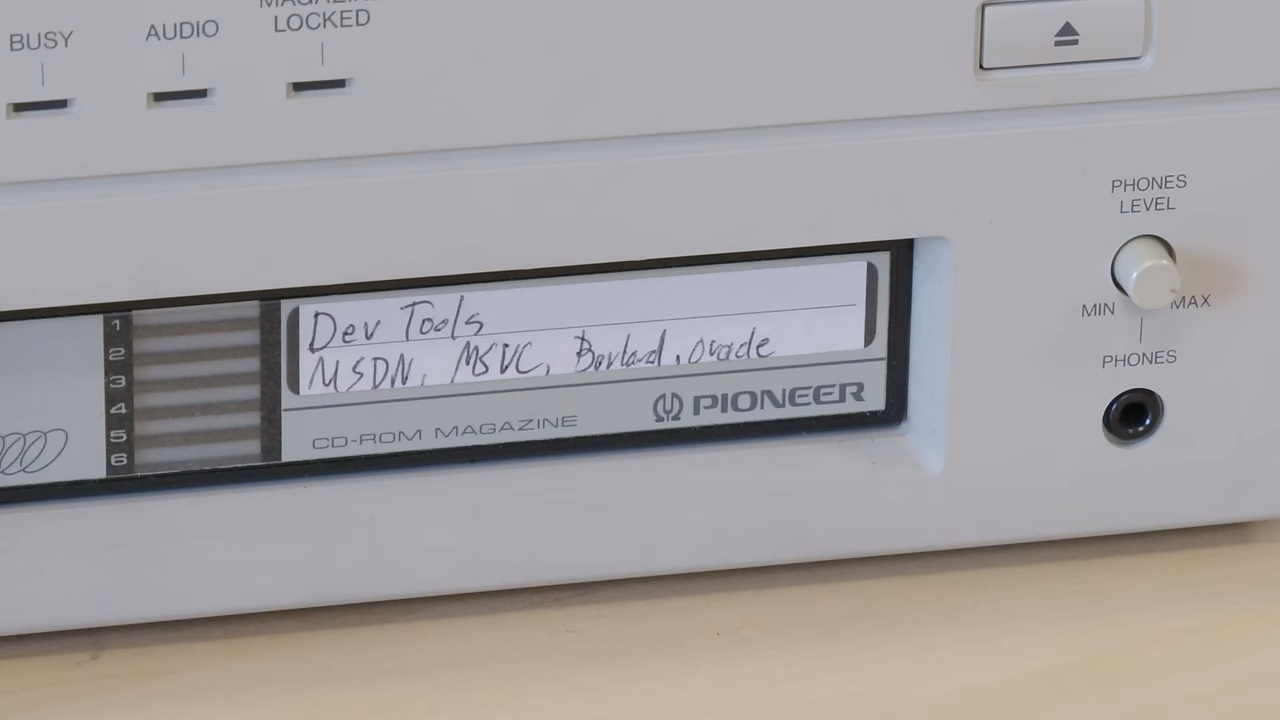 BUSY
AUDIO
MAGAZINE
LOCKED
PHONES
LEVEL
MIN
MAX
PHONES
1
2
3
4
5
6
Dev Tools
MSDN, MSVC, Borland, Oracle
CD-ROM MAGAZINE
PIONEER